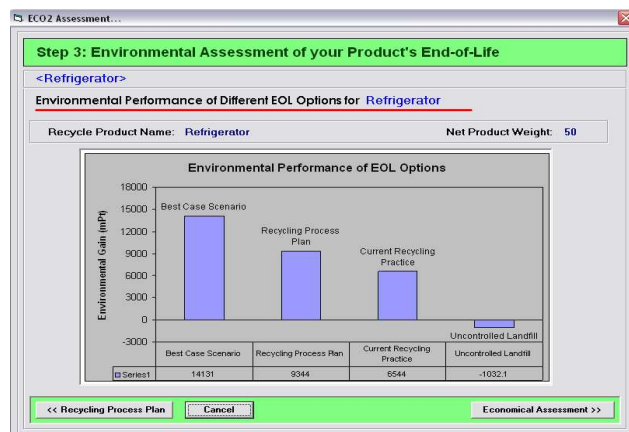 ECO2 Assessment...
Step 3: Environmental Assessment of your Product's End-of-Life
<Refrigerator>
Environmental Performance of Different EOL Options for Refrigerator
Recycle Product Name: Refrigerator Net Product Weight: 50
Environmental Performance of EOL Options
Environmental Gain (mPt)
18000
15000
12000
9000
6000
3000
0
-3000
Best Case Scenario
Recycling Process
Plan
Current Recycling
Practice
Uncontrolled Landfill
Best Case Scenario Recycling Process Plan Current Recycling Practice Uncontrolled Landfill
Series1 14131 9344 6544 -1032.1
<< Recycling Process Plan Cancel Economical Assessment >>